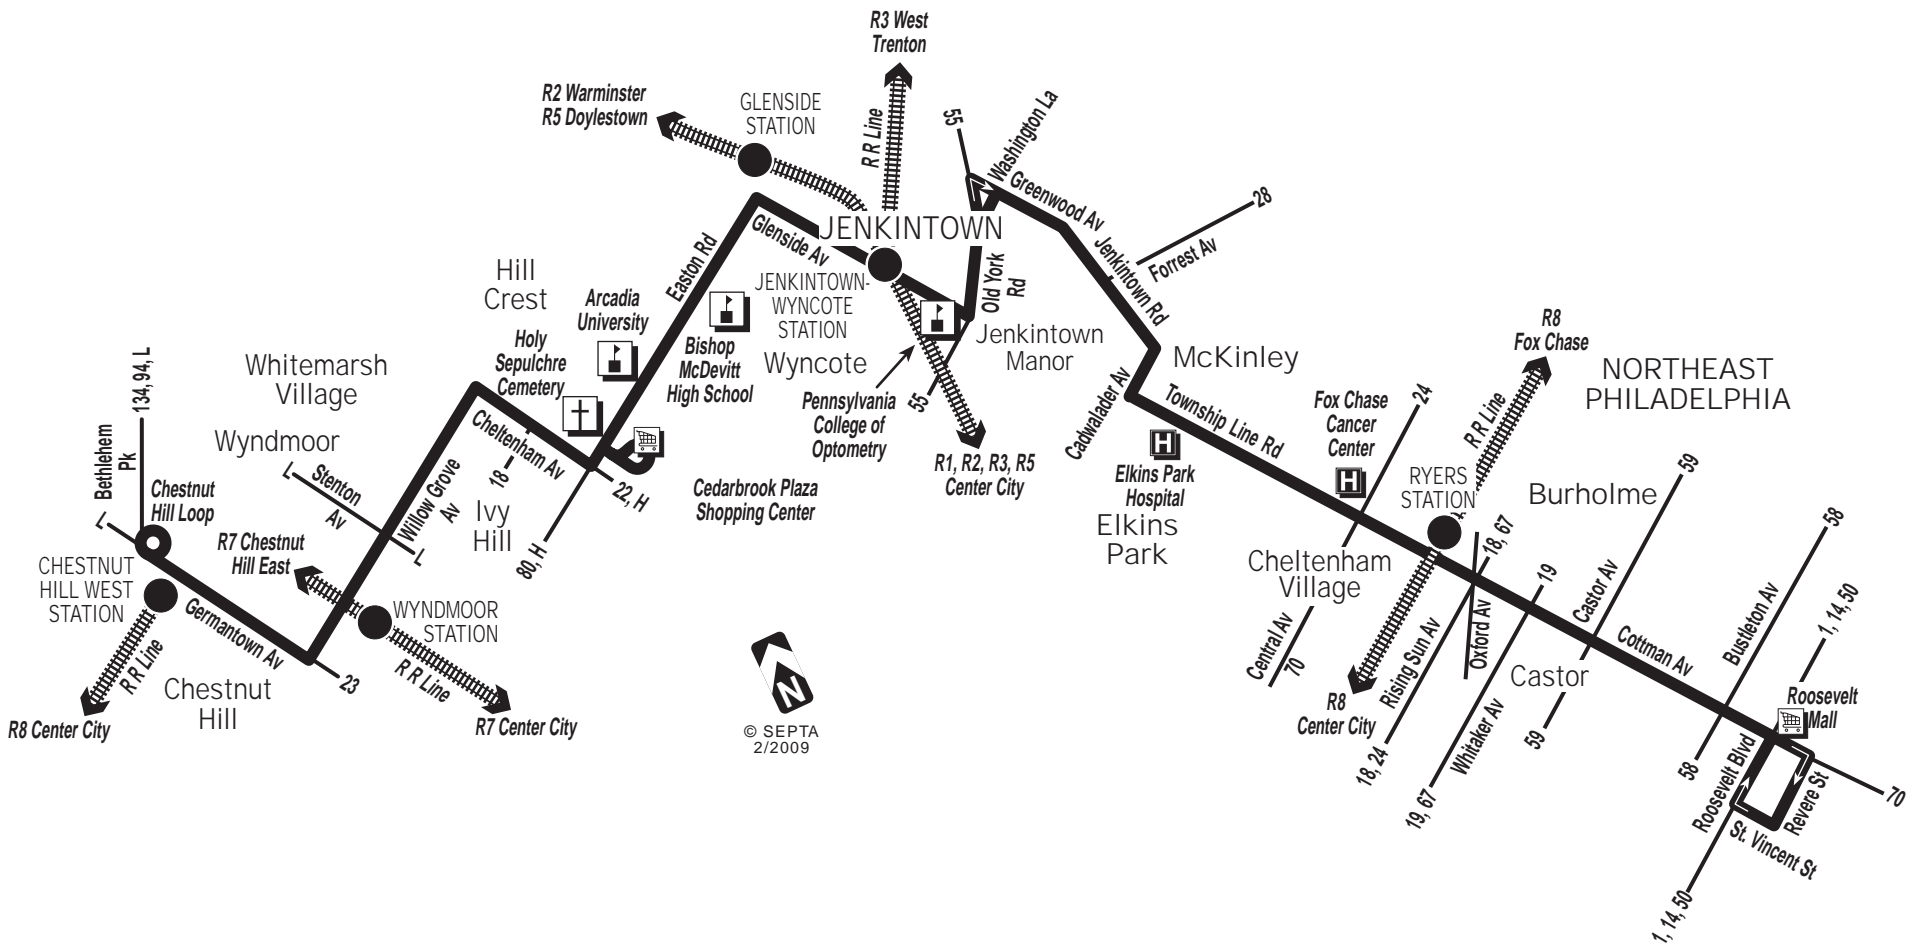 R3 West
Trenton
R2 Warminster
R5 Doylestown
GLENSIDE
STATION
R R Line
55
Washington La
Greenwood Av
28
Forrest Av
JENKINTOWN
Glenside Av
Easton Rd
Jenkintown Rd
Old York
Rd
Hill
Crest
Arcadia
University
JENKINTOWN-
WYNCOTE
STATION
Jenkintown
Manor
Holy
Sepulchre
Cemetery
Bishop
McDevitt
High School
Wyncote
McKinley
R8
Fox Chase
NORTHEAST
PHILADELPHIA
134, 94, L
Whitemarsh
Village
Pennsylvania
College of
Optometry
55
Cadwalader Av
Township Line Rd
Fox Chase
Cancer
Center
24
R R Line
Wyndmoor
Cheltenham Av
Bethlehem
Pk
L
Stenton
Av
L
Willow Grove
Av
18
Ivy
Hill
22, H
80, H
Cedarbrook Plaza
Shopping Center
R1, R2, R3, R5
Center City
H
Elkins Park
Hospital
Elkins
Park
H
RYERS
STATION
Burholme
59
58
L
Chestnut
Hill Loop
R7 Chestnut
Hill East
CHESTNUT
HILL WEST
STATION
Germantown Av
WYNDMOOR
STATION
R R Line
R R Line
Chestnut
Hill
23
R8 Center City
R7 Center City
N
© SEPTA
2/2009
Cheltenham
Village
18, 67
19
Castor Av
Central Av
70
Rising Sun Av
Oxford Av
Cottman Av
Bustleton Av
1, 14, 50
Castor
R8
Center City
18, 24
Whitaker Av
19, 67
59
58
Roosevelt
Mall
Roosevelt Blvd
Revere St
St. Vincent St
70
1, 14, 50